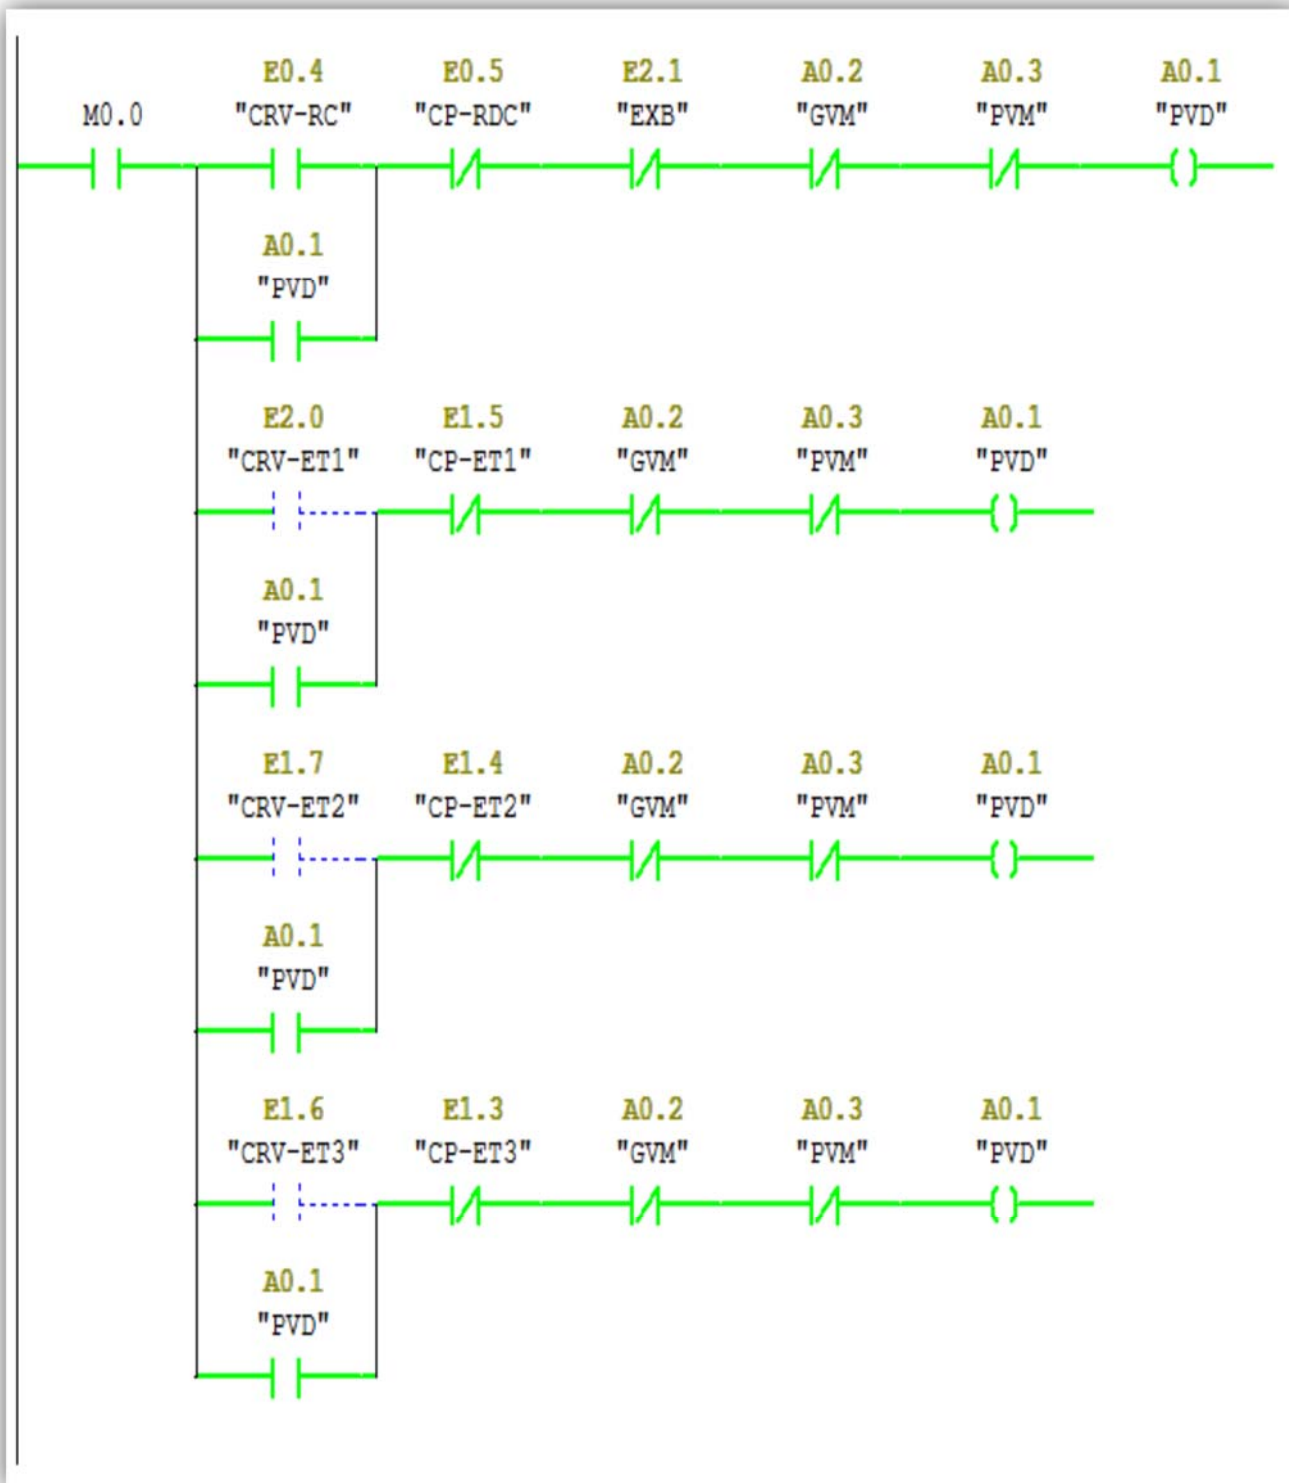 E0.4 E0.5 E2.1 A0.2 A0.3 A0.1
M0.0 "CRV-RC" "CP-RDC" "EXB" "GVM" "PVM" "PVD"
A0.1
"PVD"
E2.0 E1.5 A0.2 A0.3 A0.1
"CRV-ET1" "CP-ET1" "GVM" "PVM" "PVD"
A0.1
"PVD"
E1.7 E1.4 A0.2 A0.3 A0.1
"CRV-ET2" "CP-ET2" "GVM" "PVM" "PVD"
A0.1
"PVD"
E1.6 E1.3 A0.2 A0.3 A0.1
"CRV-ET3" "CP-ET3" "GVM" "PVM" "PVD"
A0.1
"PVD"